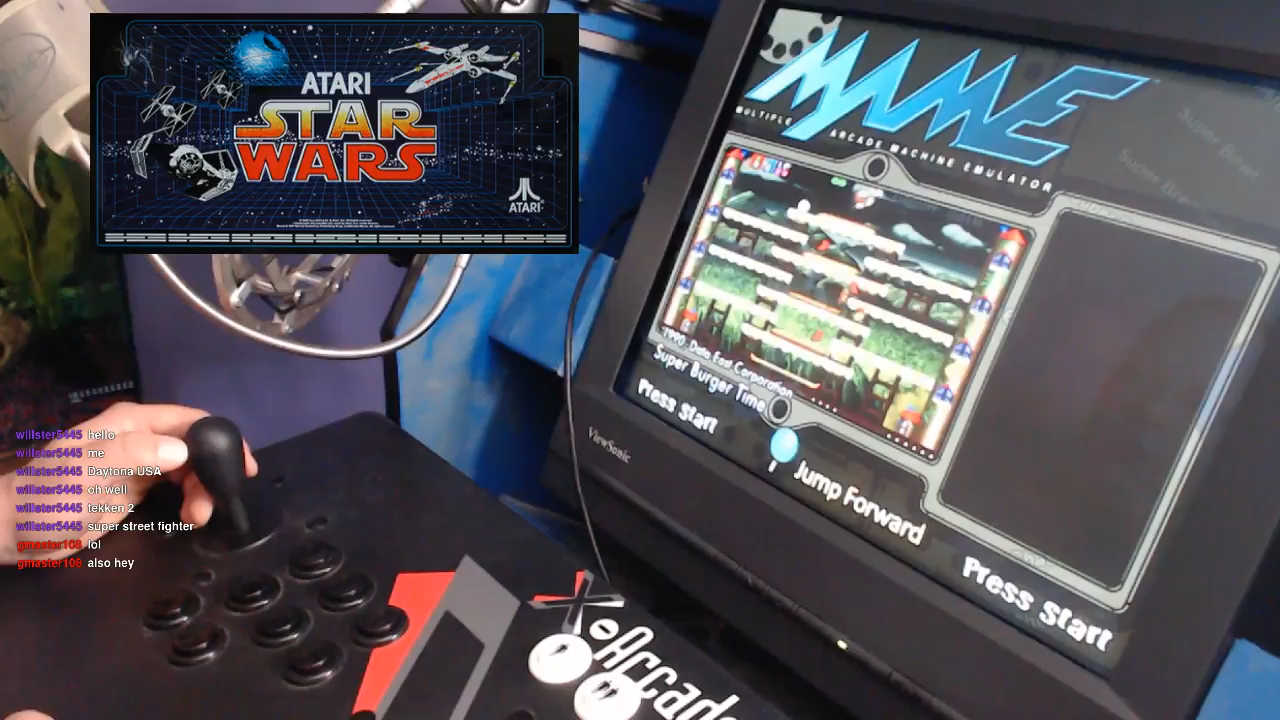 ATARI
STAR
WARS
ATARI
MAME
MULTIPLE ARCADE MACHINE EMULATOR
1990 Data East Corporation
Super Burger Time
Press Start
Jump Forward
Press Start
ViewSonic
X-Arcade
willster5445 hello
willster5445 me
willster5445 Daytona USA
willster5445 oh well
willster5445 tekken 2
willster5445 super street fighter
gmaster108 lol
gmaster108 also hey